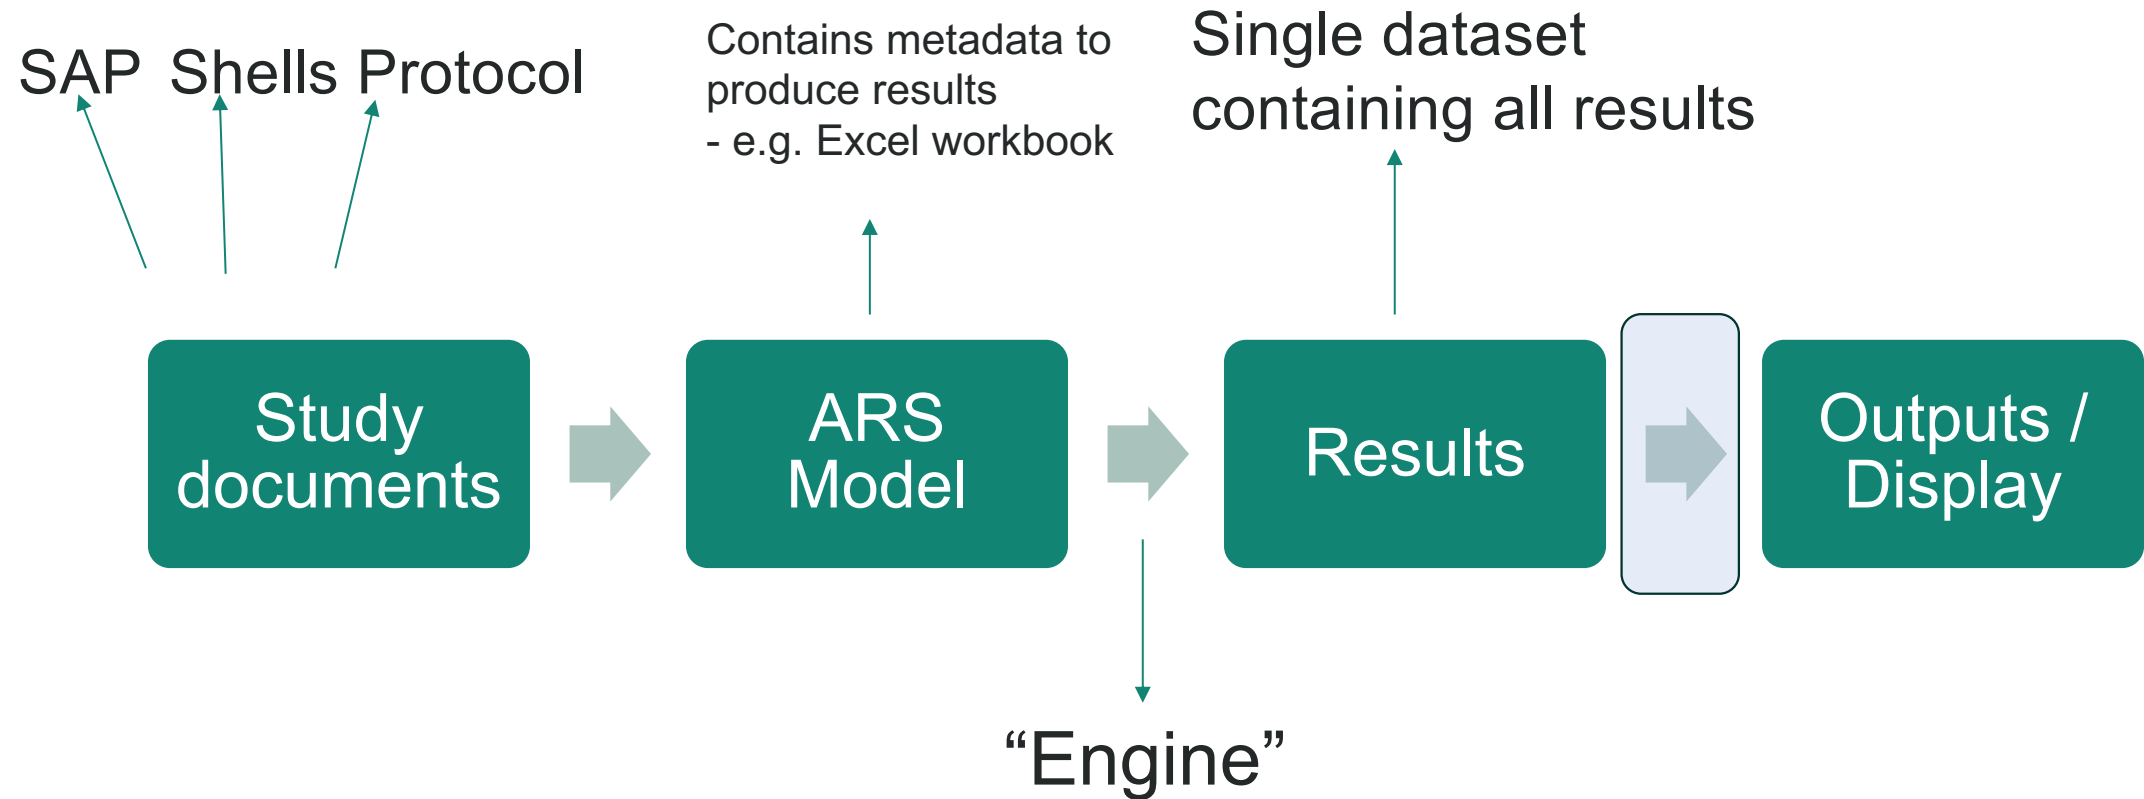 SAP Shells Protocol
Contains metadata to
produce results
- e.g. Excel workbook
Single dataset
containing all results
Study
documents
ARS
Model
Results
Outputs /
Display
“Engine”